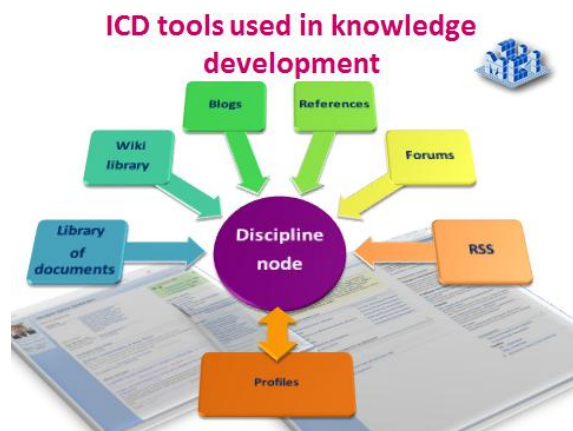 ICD tools used in knowledge
development
Blogs
References
Wiki
library
Forums
Library
of
documents
Discipline
node
RSS
Profiles